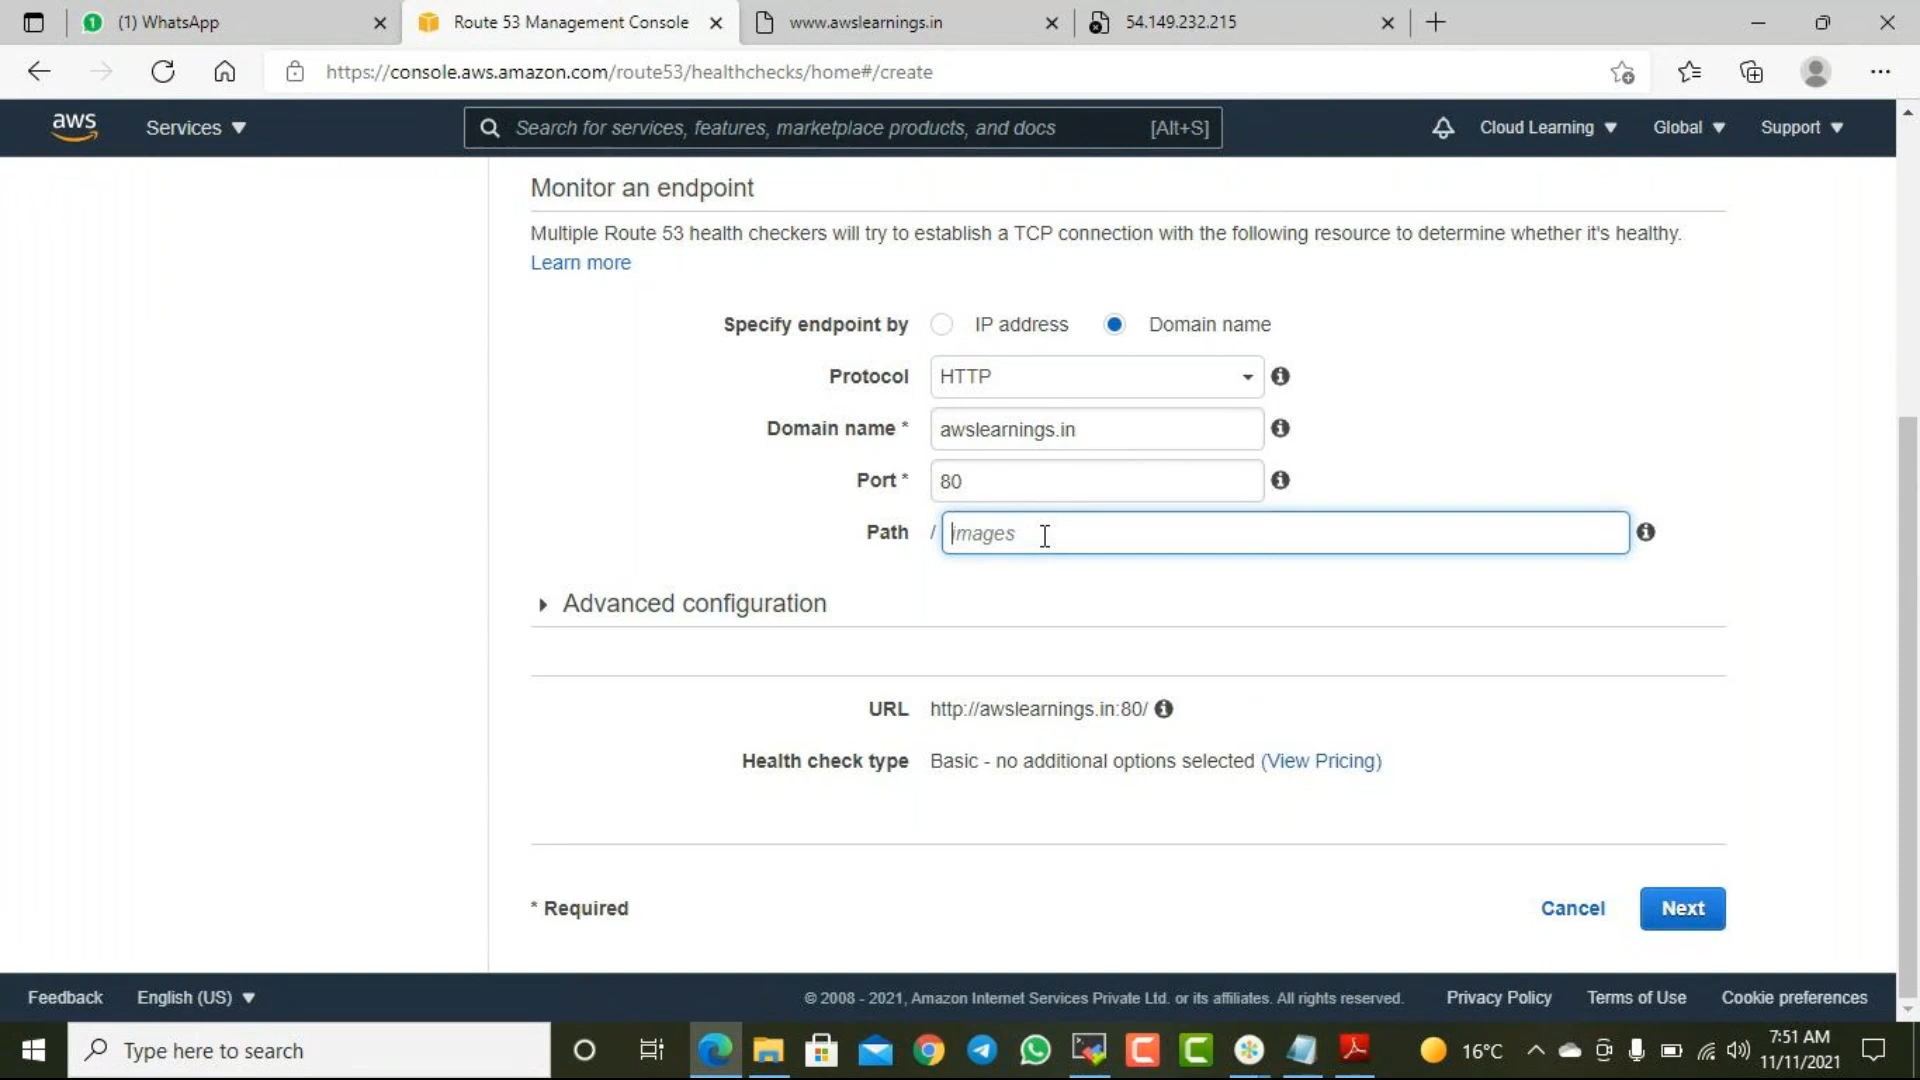 (1) WhatsApp
Route 53 Management Console
www.awslearnings.in
54.149.232.215
https://console.aws.amazon.com/route53/healthchecks/home#/create
aws
Services
Search for services, features, marketplace products, and docs
[Alt+S]
Cloud Learning
Global
Support
Monitor an endpoint
Multiple Route 53 health checkers will try to establish a TCP connection with the following resource to determine whether it's healthy.
Learn more
Specify endpoint by
IP address
Domain name
Protocol
HTTP
Domain name *
awslearnings.in
Port *
80
Path
/
images
Advanced configuration
URL
http://awslearnings.in:80/
Health check type
Basic - no additional options selected (View Pricing)
* Required
Cancel
Next
Feedback
English (US)
© 2008 - 2021, Amazon Internet Services Private Ltd. or its affiliates. All rights reserved.
Privacy Policy
Terms of Use
Cookie preferences
Type here to search
16°C
7:51 AM
11/11/2021